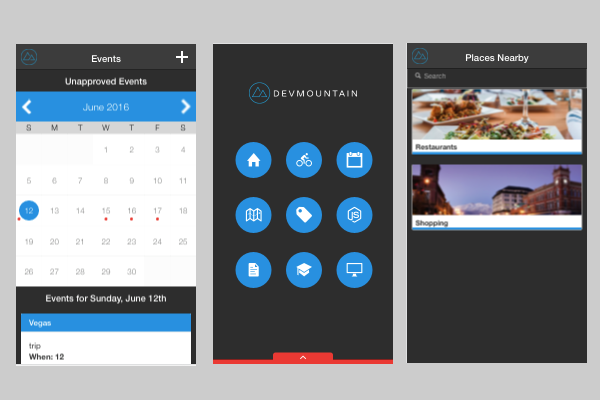 Events
Unapproved Events
June 2016
S M T W T F S
1 2 3 4
5 6 7 8 9 10 11
12 13 14 15 16 17 18
19 20 21 22 23 24 25
26 27 28 29 30
Events for Sunday, June 12th
Vegas
trip
When: 12
DEVMOUNTAIN
JS
Places Nearby
Search
Restaurants
Shopping